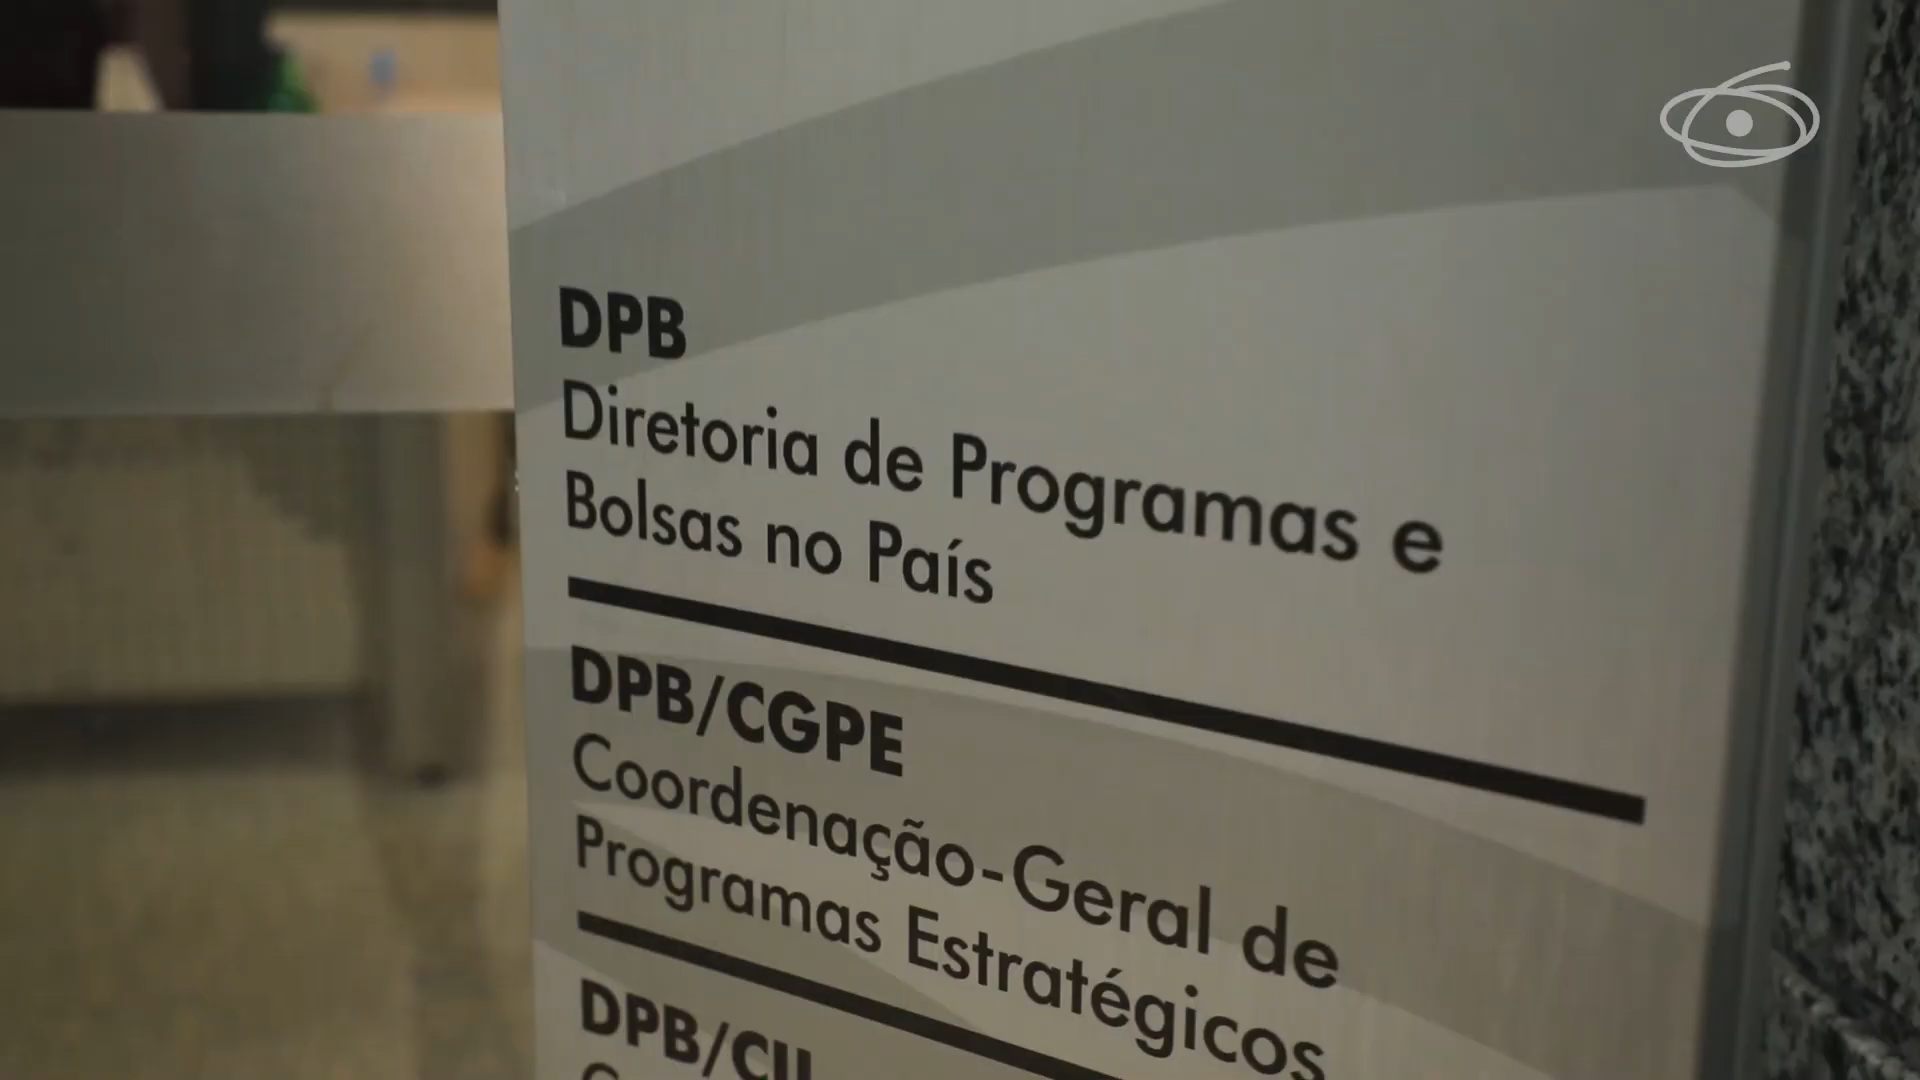 DPB
Diretoria de Programas e
Bolsas no País
DPB/CGPE
Coordenação-Geral de
Programas Estratégicos